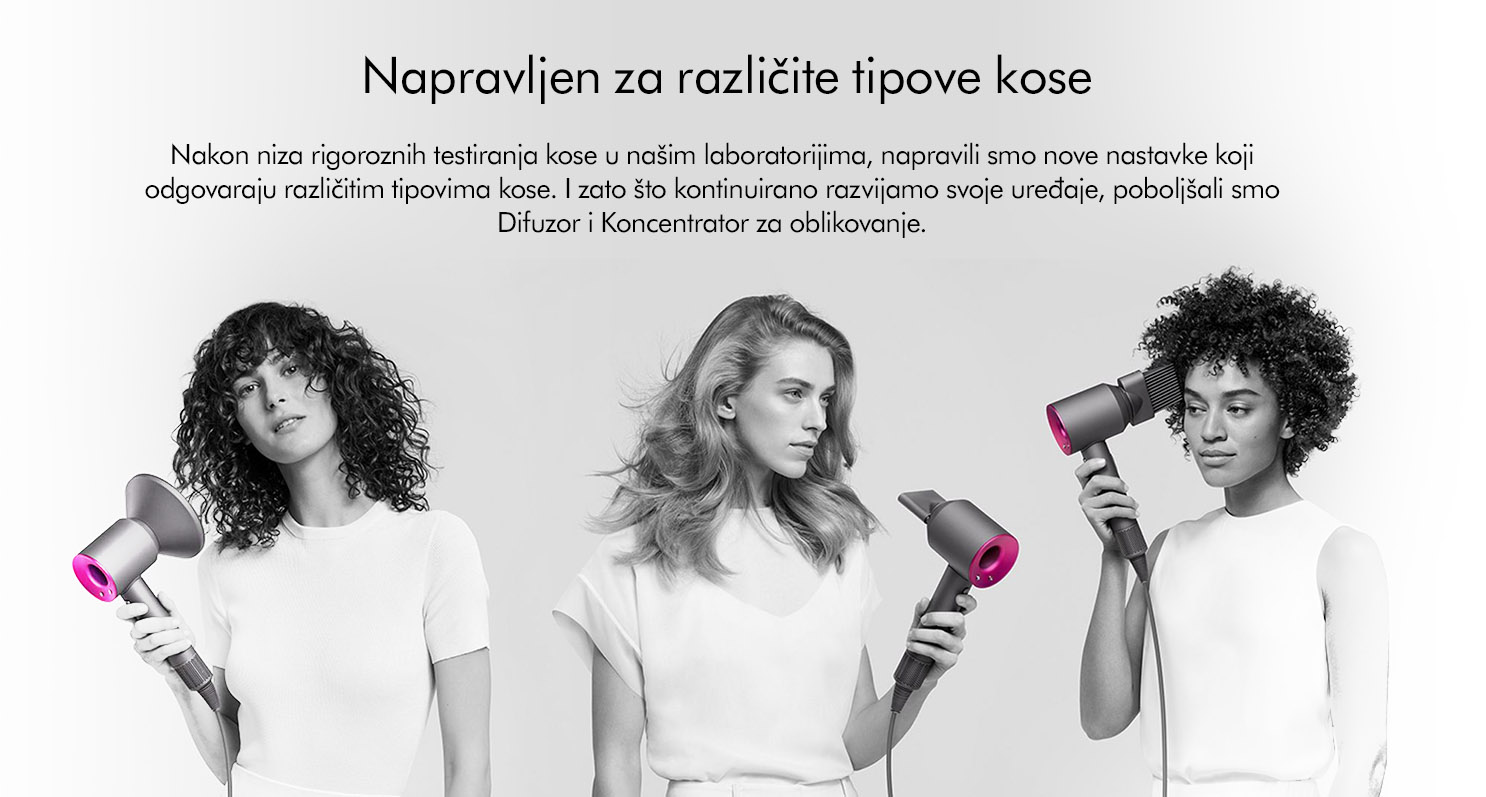 Napravljen za različite tipove kose
Nakon niza rigoroznih testiranja kose u našim laboratorijima, napravili smo nove nastavke koji
odgovaraju različitim tipovima kose. I zato što kontinuirano razvijamo svoje uređaje, poboljšali smo
Difuzor i Koncentrator za oblikovanje.